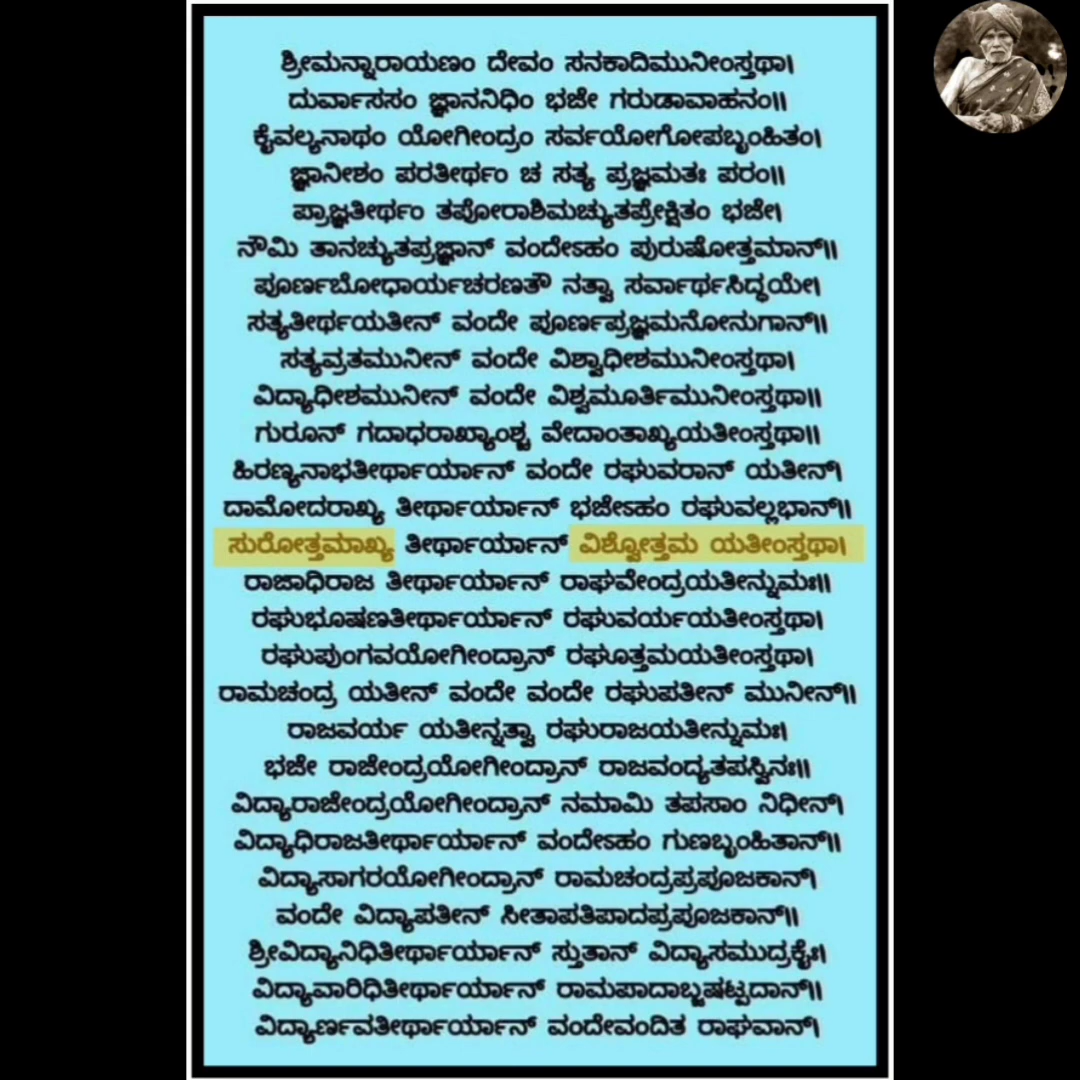 ಶ್ರೀಮನ್ನಾರಾಯಣಂ ದೇವಂ ಸನಕಾದಿಮುನೀಂಸ್ತಥಾ।
ದುರ್ವಾಸಸಂ ಜ್ಞಾನನಿಧಿಂ ಭಜೇ ಗರುಡಾವಾಹನಂ॥
ಕೈವಲ್ಯನಾಥಂ ಯೋಗೀಂದ್ರಂ ಸರ್ವಯೋಗೋಪಬೃಂಹಿತಂ।
ಜ್ಞಾನೀಶಂ ಪರತೀರ್ಥಂ ಚ ಸತ್ಯ ಪ್ರಜ್ಞಮತಃ ಪರಂ॥
ಪ್ರಾಜ್ಞತೀರ್ಥಂ ತಪೋರಾಶಿಮಚ್ಯುತಪ್ರೇಕ್ಷಿತಂ ಭಜೇ।
ನೌಮಿ ತಾನಚ್ಯುತಪ್ರಜ್ಞಾನ್ ವಂದೇಽಹಂ ಪುರುಷೋತ್ತಮಾನ್॥
ಪೂರ್ಣಬೋಧಾರ್ಯಚರಣತೌ ನತ್ವಾ ಸರ್ವಾರ್ಥಸಿದ್ಧಯೇ।
ಸತ್ಯತೀರ್ಥಯತೀನ್ ವಂದೇ ಪೂರ್ಣಪ್ರಜ್ಞಮನೋನುಗಾನ್॥
ಸತ್ಯವ್ರತಮುನೀನ್ ವಂದೇ ವಿಶ್ವಾಧೀಶಮುನೀಂಸ್ತಥಾ।
ವಿದ್ಯಾಧೀಶಮುನೀನ್ ವಂದೇ ವಿಶ್ವಮೂರ್ತಿಮುನೀಂಸ್ತಥಾ॥
ಗುರೂನ್ ಗದಾಧರಾಖ್ಯಾಂಶ್ಚ ವೇದಾಂತಾಖ್ಯಯತೀಂಸ್ತಥಾ॥
ಹಿರಣ್ಯನಾಭತೀರ್ಥಾರ್ಯಾನ್ ವಂದೇ ರಘುವರಾನ್ ಯತೀನ್।
ದಾಮೋದರಾಖ್ಯ ತೀರ್ಥಾರ್ಯಾನ್ ಭಜೇಽಹಂ ರಘುವಲ್ಲಭಾನ್॥
ಸುರೋತ್ತಮಾಖ್ಯ ತೀರ್ಥಾರ್ಯಾನ್ ವಿಶ್ವೋತ್ತಮ ಯತೀಂಸ್ತಥಾ।
ರಾಜಾಧಿರಾಜ ತೀರ್ಥಾರ್ಯಾನ್ ರಾಘವೇಂದ್ರಯತೀನ್ನುಮಃ॥
ರಘುಭೂಷಣತೀರ್ಥಾರ್ಯಾನ್ ರಘುವರ್ಯಯತೀಂಸ್ತಥಾ।
ರಘುಪುಂಗವಯೋಗೀಂದ್ರಾನ್ ರಘೂತ್ತಮಯತೀಂಸ್ತಥಾ।
ರಾಮಚಂದ್ರ ಯತೀನ್ ವಂದೇ ವಂದೇ ರಘುಪತೀನ್ ಮುನೀನ್॥
ರಾಜವರ್ಯ ಯತೀನ್ನತ್ವಾ ರಘುರಾಜಯತೀನ್ನುಮಃ।
ಭಜೇ ರಾಜೇಂದ್ರಯೋಗೀಂದ್ರಾನ್ ರಾಜವಂದ್ಯತಪಸ್ವಿನಃ॥
ವಿದ್ಯಾರಾಜೇಂದ್ರಯೋಗೀಂದ್ರಾನ್ ನಮಾಮಿ ತಪಸಾಂ ನಿಧೀನ್।
ವಿದ್ಯಾಧಿರಾಜತೀರ್ಥಾರ್ಯಾನ್ ವಂದೇಽಹಂ ಗುಣಬೃಂಹಿತಾನ್॥
ವಿದ್ಯಾಸಾಗರಯೋಗೀಂದ್ರಾನ್ ರಾಮಚಂದ್ರಪ್ರಪೂಜಕಾನ್।
ವಂದೇ ವಿದ್ಯಾಪತೀನ್ ಸೀತಾಪತಿಪಾದಪ್ರಪೂಜಕಾನ್॥
ಶ್ರೀವಿದ್ಯಾನಿಧಿತೀರ್ಥಾರ್ಯಾನ್ ಸ್ತುತಾನ್ ವಿದ್ಯಾಸಮುದ್ರಕೈಃ।
ವಿದ್ಯಾವಾರಿಧಿತೀರ್ಥಾರ್ಯಾನ್ ರಾಮಪಾದಾಬ್ಜಷಟ್ಪದಾನ್॥
ವಿದ್ಯಾರ್ಣವತೀರ್ಥಾರ್ಯಾನ್ ವಂದೇವಂದಿತ ರಾಘವಾನ್।